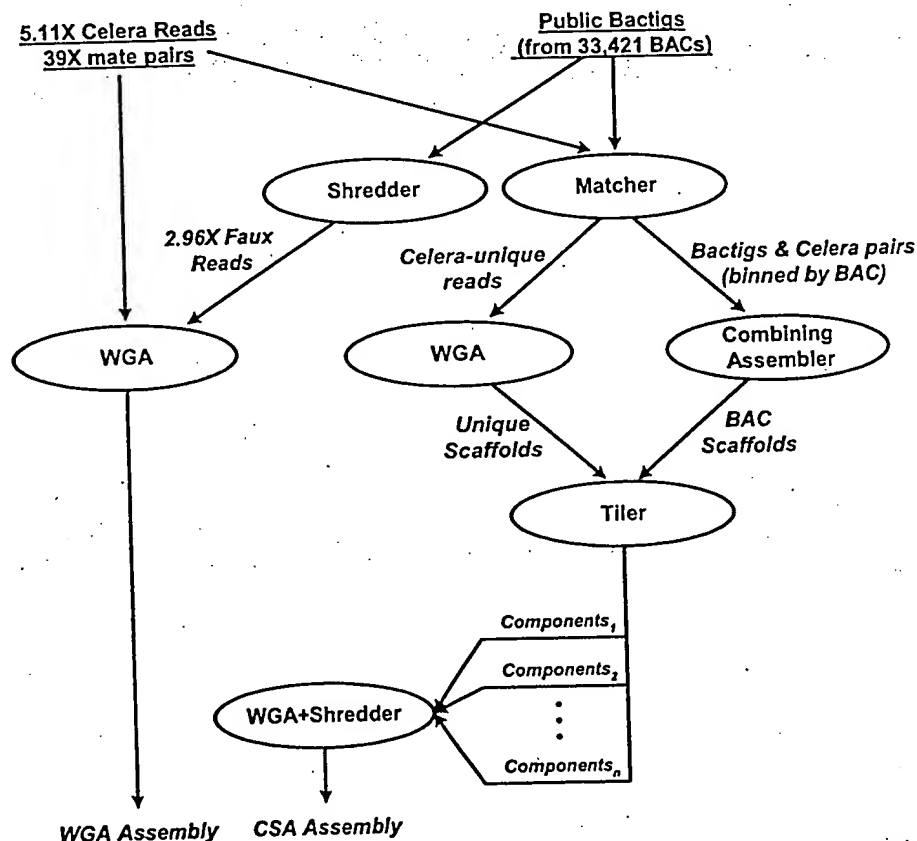 5.11X Celera Reads
39X mate pairs
Public Bactigs
(from 33,421 BACs)
Shredder
Matcher
2.96X Faux
Reads
Celera-unique
reads
Bactigs & Celera pairs
(binned by BAC)
WGA
WGA
Combining
Assembler
Unique
Scaffolds
BAC
Scaffolds
Tiler
Components1
Components2
WGA+Shredder
Componentsn
WGA Assembly
CSA Assembly